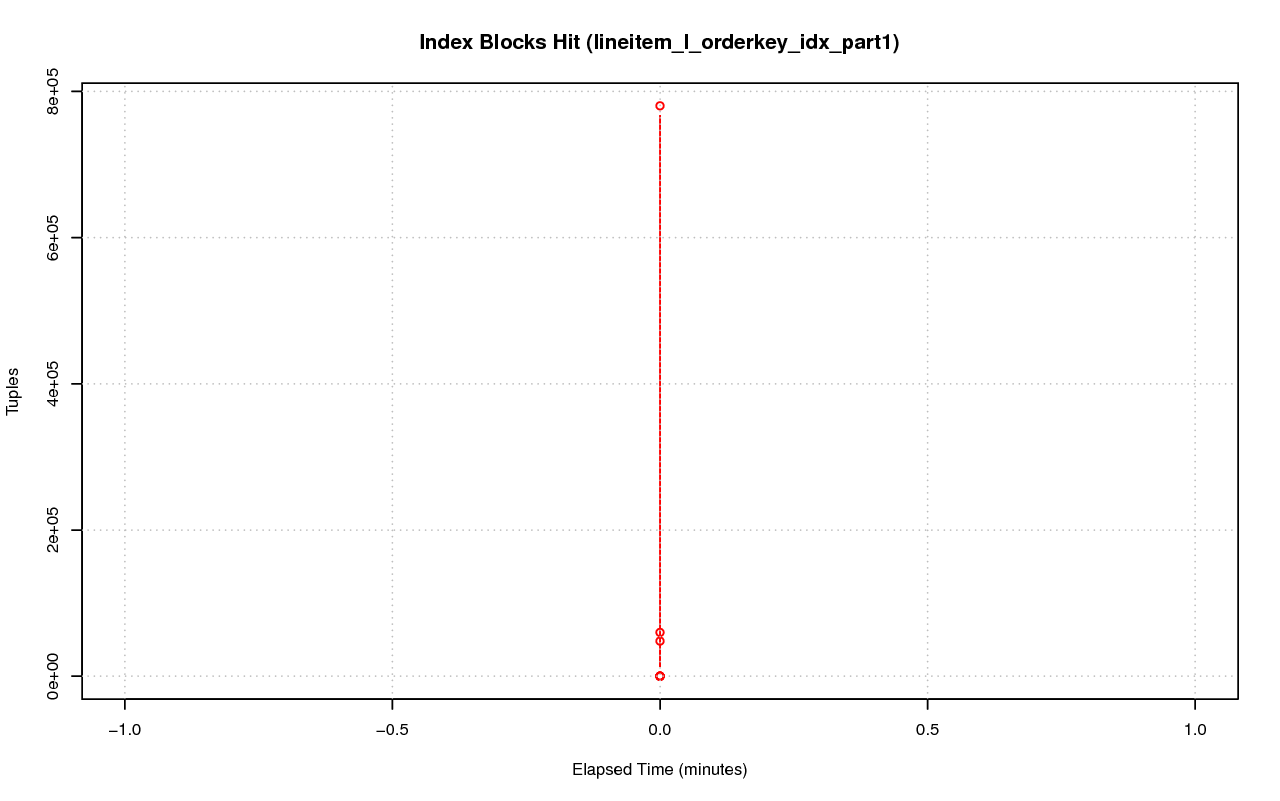 Index Blocks Hit (lineitem_l_orderkey_idx_part1)
8e+05
6e+05
4e+05
2e+05
0e+00
Tuples
−1.0 −0.5 0.0 0.5 1.0
Elapsed Time (minutes)